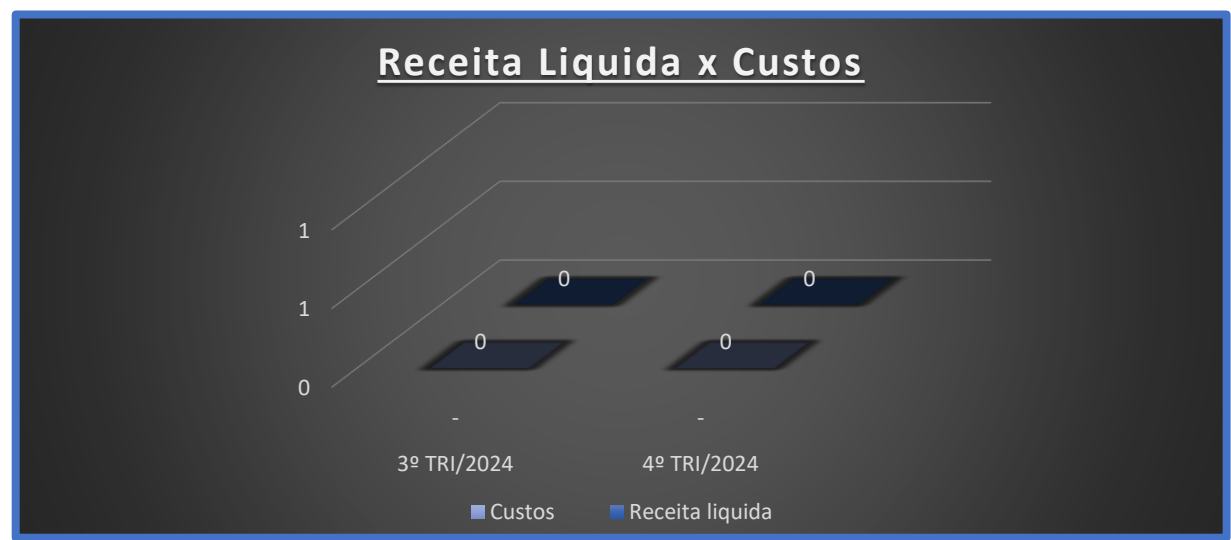 Receita Liquida x Custos
1
1
0
0 0
0 0
- -
3º TRI/2024 4º TRI/2024
Custos Receita liquida